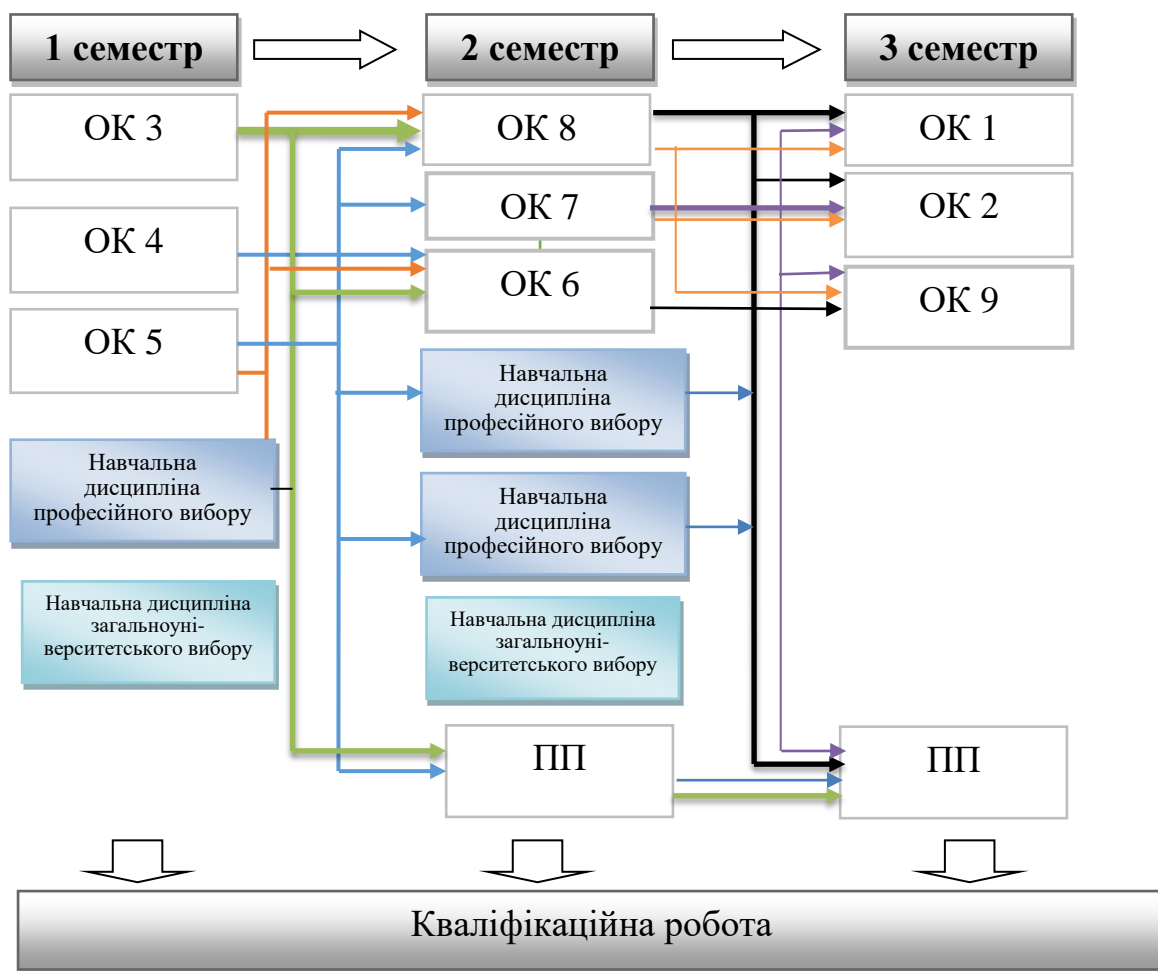 1 семестр
2 семестр
3 семестр
ОК 3
ОК 8
ОК 1
ОК 4
ОК 7
ОК 2
ОК 5
ОК 6
ОК 9
Навчальна
дисципліна
професійного вибору
Навчальна
дисципліна
професійного вибору
Навчальна
дисципліна
професійного вибору
Навчальна дисципліна
загальноуні-
верситетського вибору
Навчальна дисципліна
загальноуні-
верситетського вибору
ПП
ПП
Кваліфікаційна робота